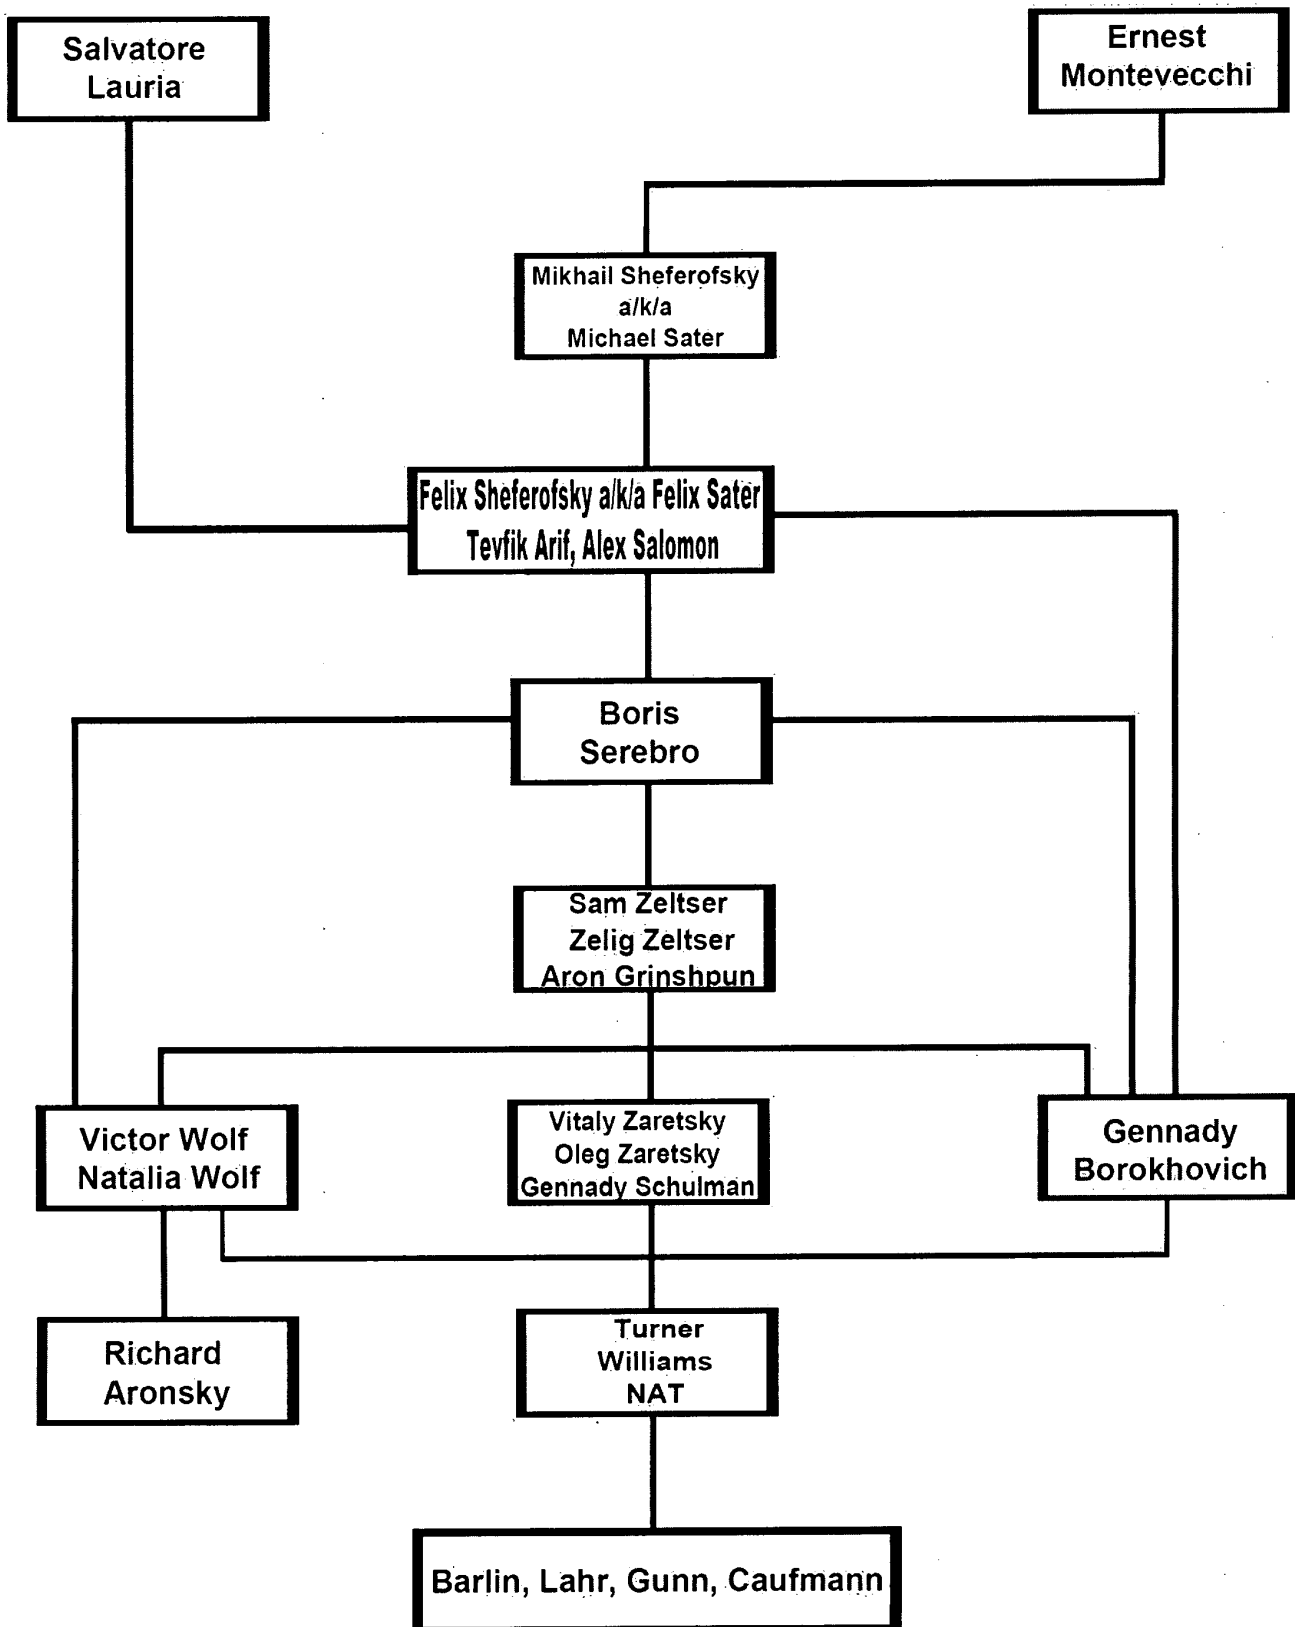 Salvatore
Lauria
Ernest
Montevecchi
Mikhail Sheferofsky
a/k/a
Michael Sater
Felix Sheferofsky a/k/a Felix Sater
Tevfik Arif, Alex Salomon
Boris
Serebro
Sam Zeltser
Zelig Zeltser
Aron Grinshpun
Victor Wolf
Natalia Wolf
Vitaly Zaretsky
Oleg Zaretsky
Gennady Schulman
Gennady
Borokhovich
Richard
Aronsky
Turner
Williams
NAT
Barlin, Lahr, Gunn, Caufmann